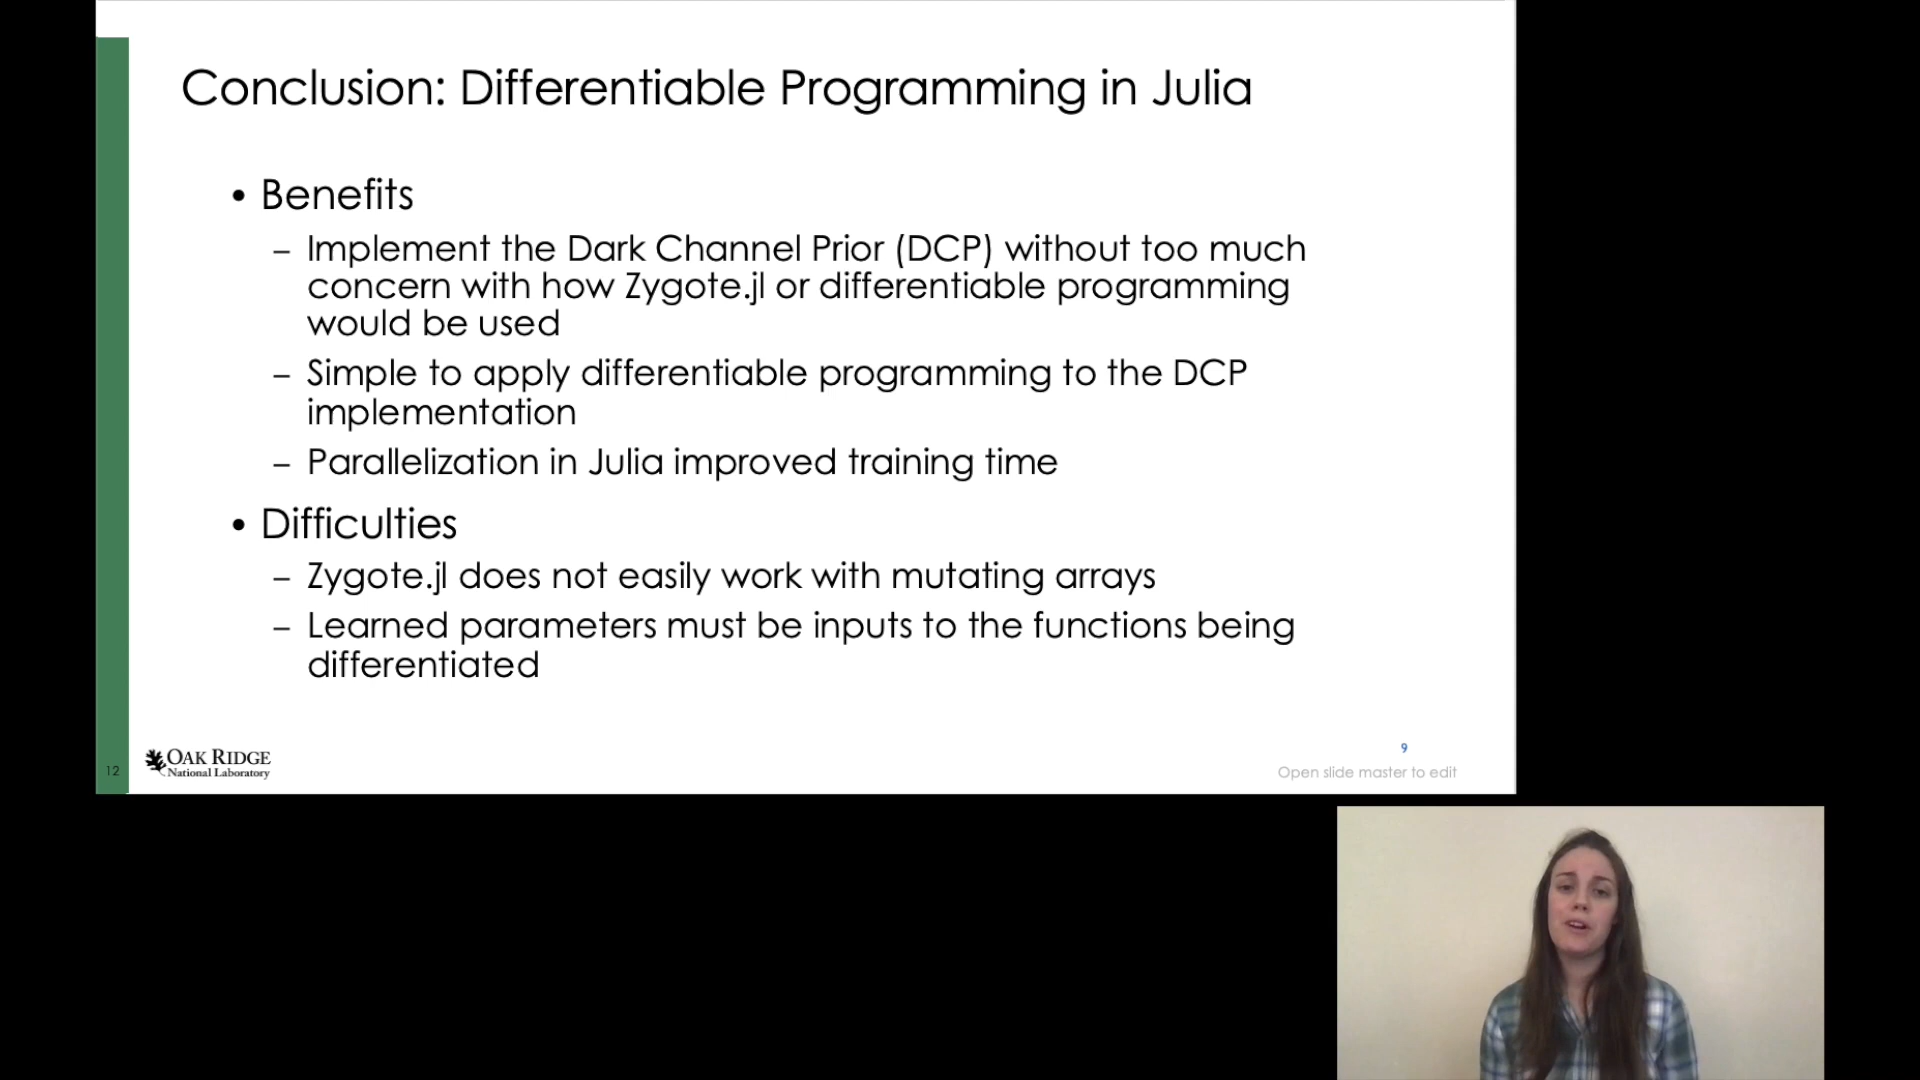 Conclusion: Differentiable Programming in Julia
• Benefits
– Implement the Dark Channel Prior (DCP) without too much
concern with how Zygote.jl or differentiable programming
would be used
– Simple to apply differentiable programming to the DCP
implementation
– Parallelization in Julia improved training time
• Difficulties
– Zygote.jl does not easily work with mutating arrays
– Learned parameters must be inputs to the functions being
differentiated
12
OAK RIDGE
National Laboratory
9
Open slide master to edit